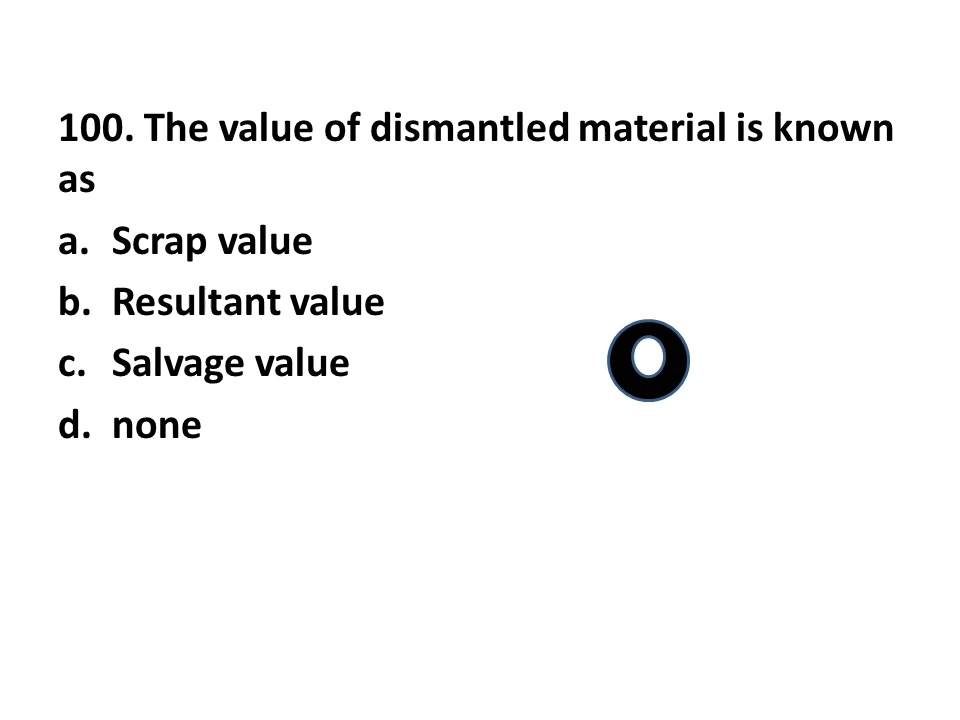 100. The value of dismantled material is known
as
a. Scrap value
b. Resultant value
c. Salvage value
d. none